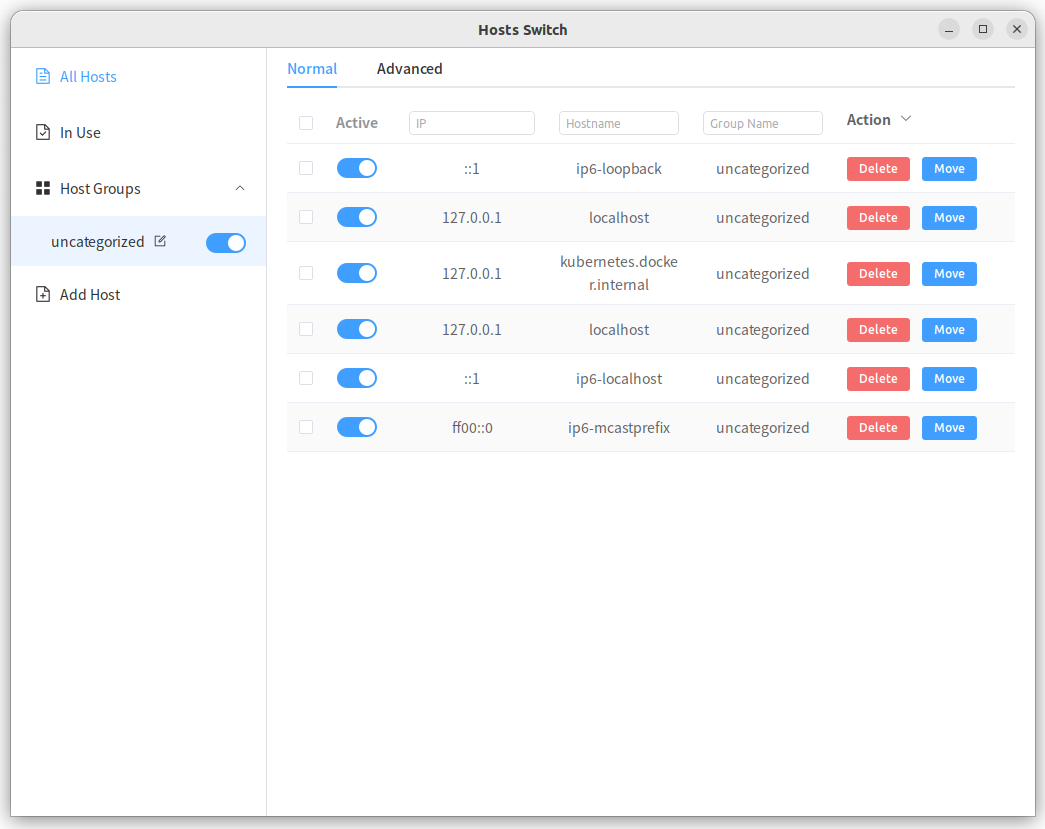 Hosts Switch
All Hosts
In Use
Host Groups
uncategorized
Add Host
Normal Advanced
Active IP Hostname Group Name Action
::1 ip6-loopback uncategorized Delete Move
127.0.0.1 localhost uncategorized Delete Move
127.0.0.1 kubernetes.docke uncategorized Delete Move
r.internal
127.0.0.1 localhost uncategorized Delete Move
::1 ip6-localhost uncategorized Delete Move
ff00::0 ip6-mcastprefix uncategorized Delete Move